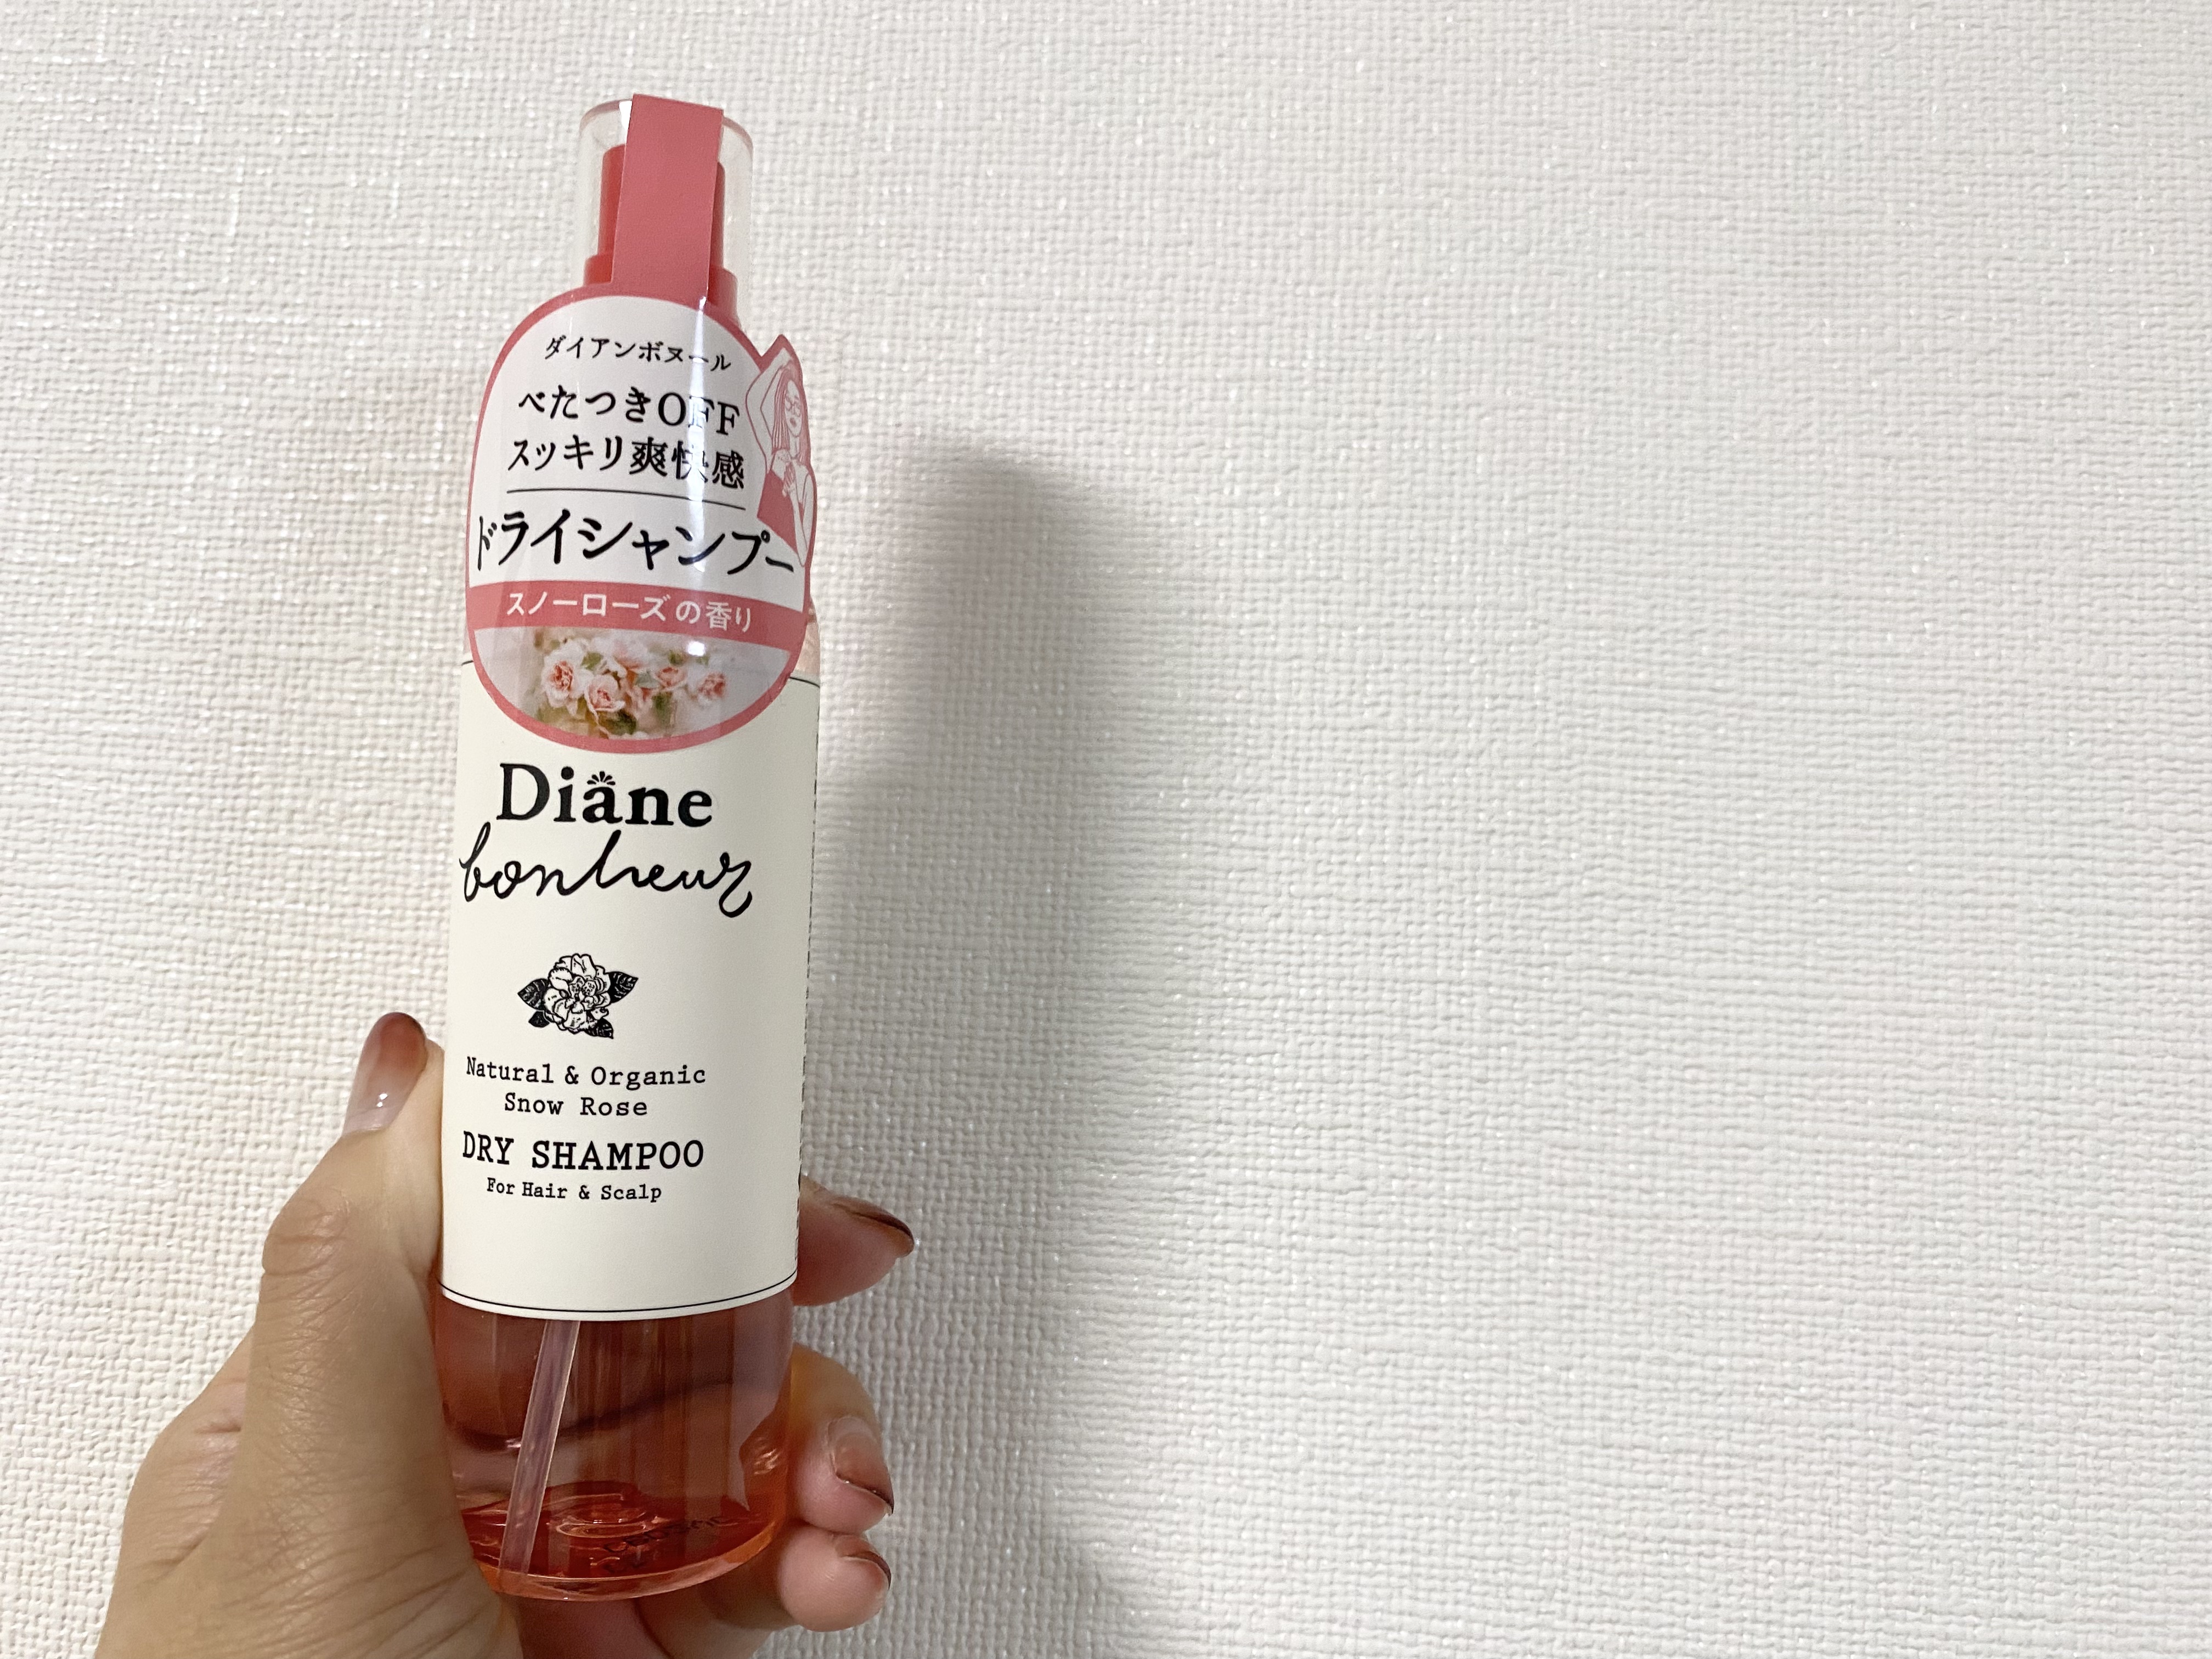 ダイアンボヌール
べたつきOFF
スッキリ爽快感
ドライシャンプー
スノーローズの香り
Diane
bonheur
Natural & Organic
Snow Rose
DRY SHAMPOO
For Hair & Scalp